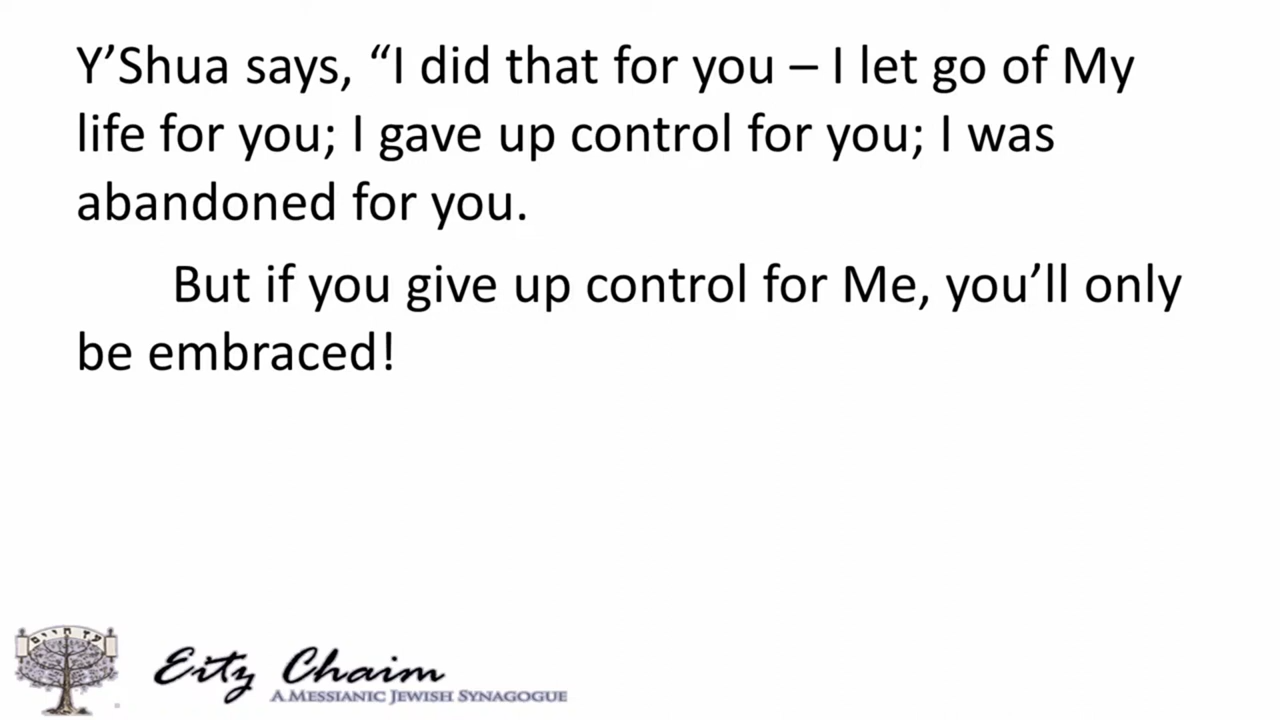 Y’Shua says, “I did that for you – I let go of My
life for you; I gave up control for you; I was
abandoned for you.
But if you give up control for Me, you’ll only
be embraced!
עץ חיים
Eitz Chaim
A Messianic Jewish Synagogue